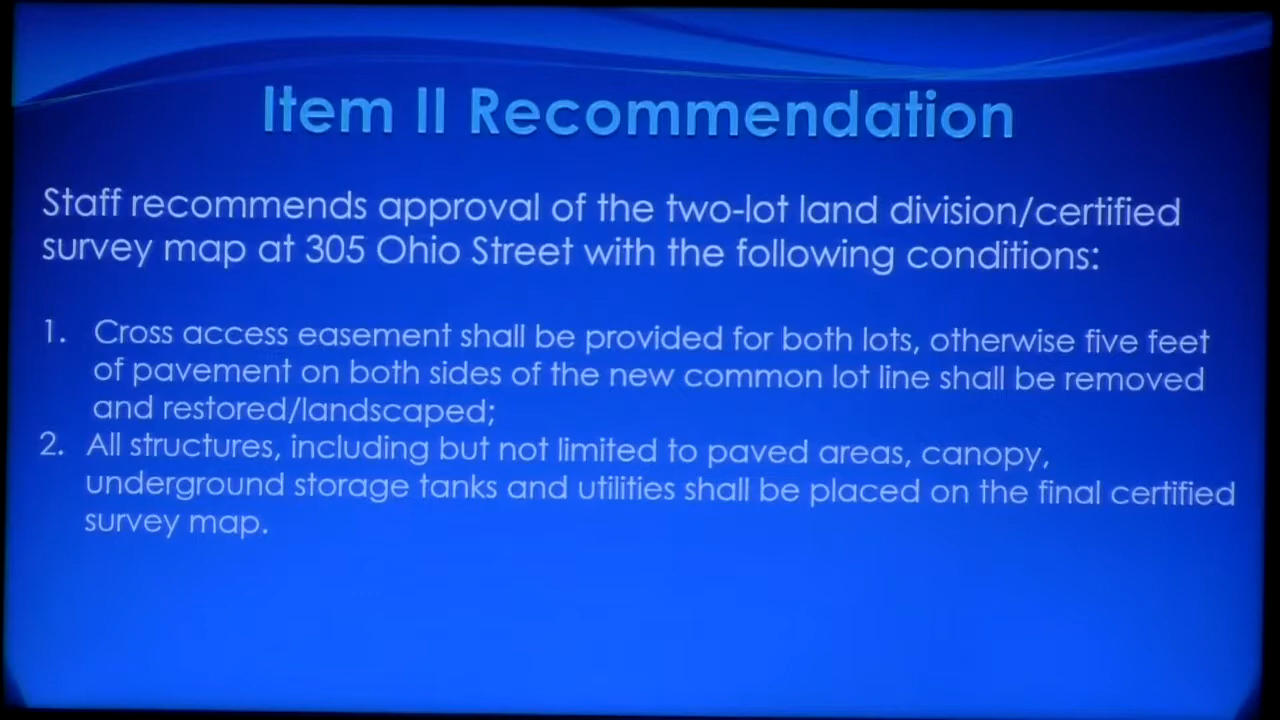 Item II Recommendation
Staff recommends approval of the two-lot land division/certified
survey map at 305 Ohio Street with the following conditions:
1. Cross access easement shall be provided for both lots, otherwise five feet
of pavement on both sides of the new common lot line shall be removed
and restored/landscaped;
2. All structures, including but not limited to paved areas, canopy,
underground storage tanks and utilities shall be placed on the final certified
survey map.